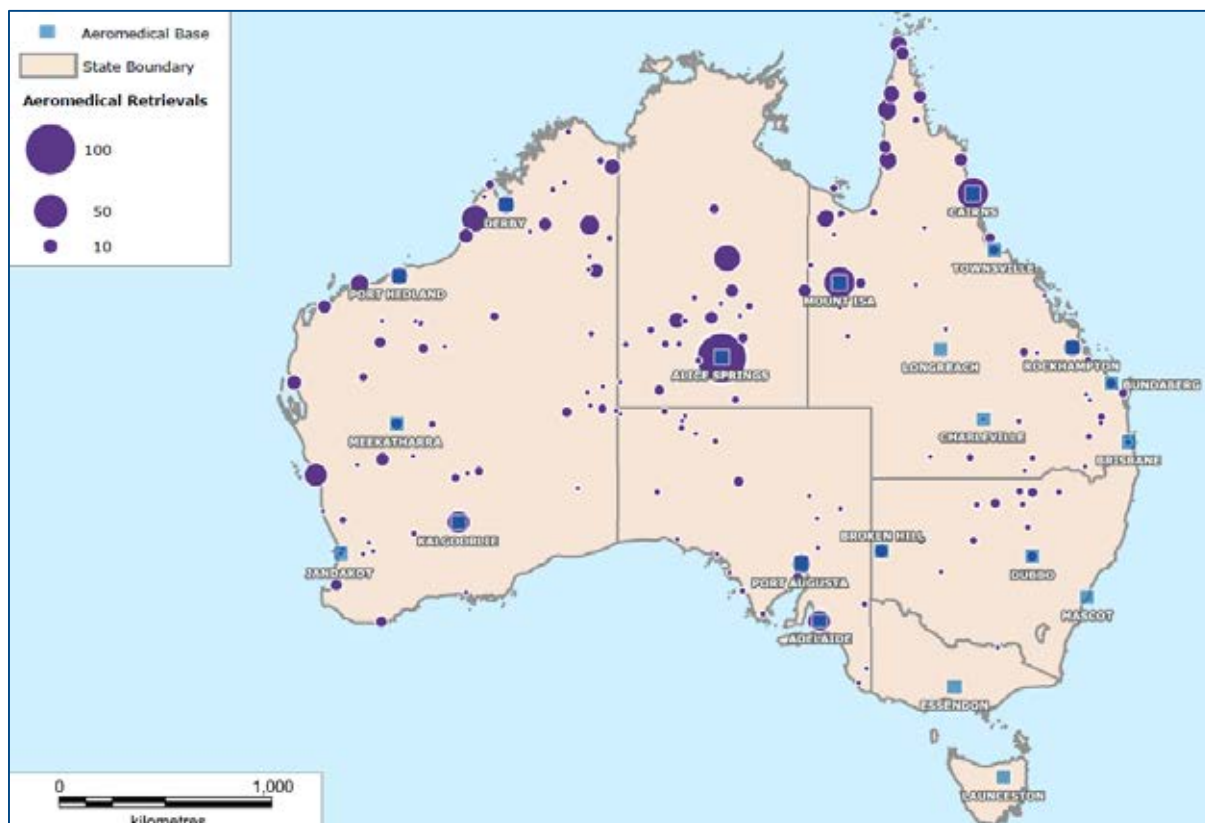 Aeromedical Base
State Boundary
Aeromedical Retrievals
100
50
10
DERBY
CAIRNS
TOWNSVILLE
PORT HEDLAND
MOUNT ISA
LONGREACH
ROCKHAMPTON
ALICE SPRINGS
BUNDABERG
MEEKATHARRA
CHARLEVILLE
BRISBANE
KALGOORLIE
BROKEN HILL
JANDAKOT
PORT AUGUSTA
DUBBO
MASCOT
ADELAIDE
ESSENDON
LAUNCESTON
0 1,000
kilometres